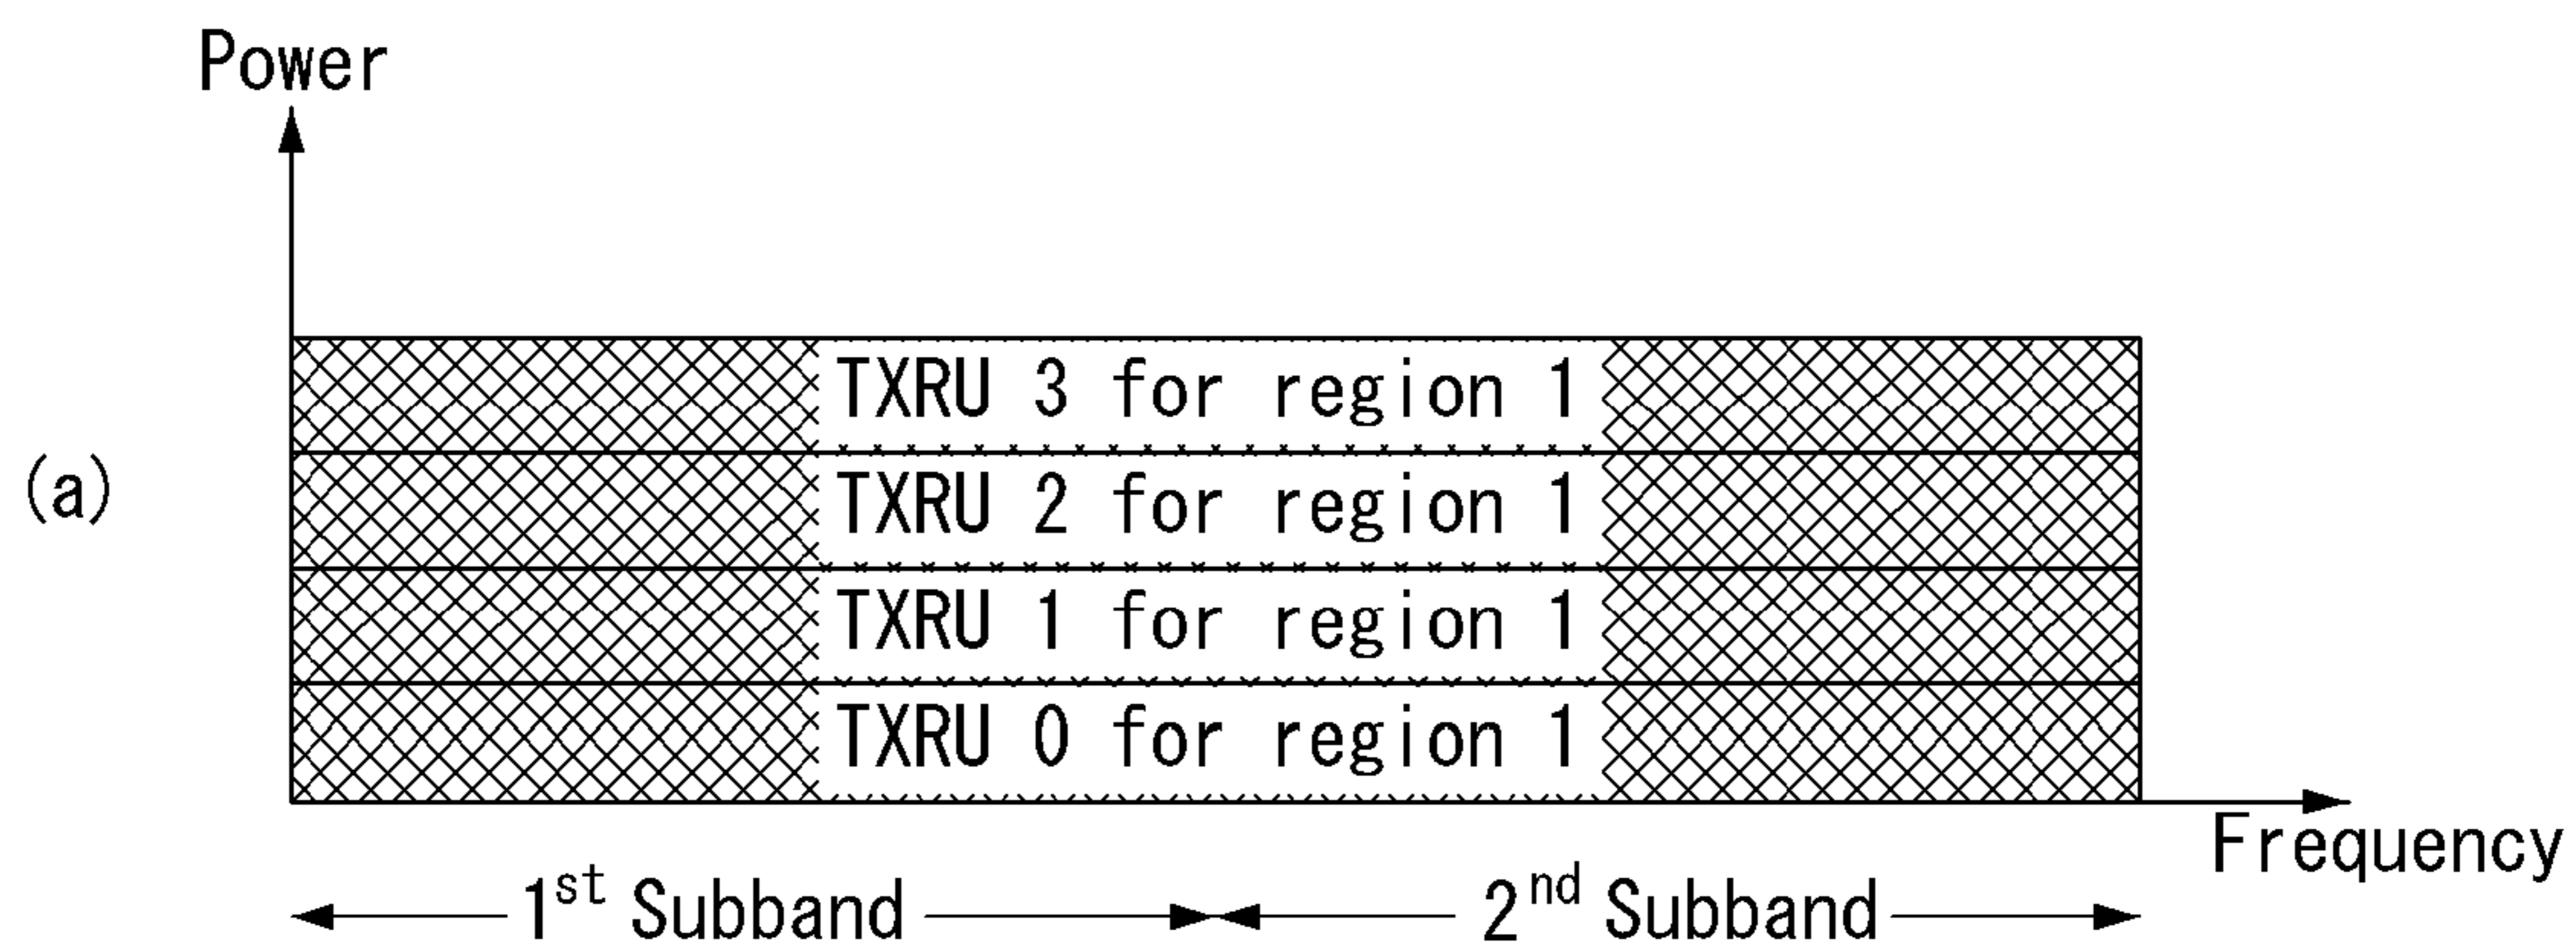 Power
TXRU 3 for region 1
(a)
TXRU 2 for region 1
TXRU 1 for region 1
TXRU 0 for region 1
Frequency
1st Subband
2nd Subband